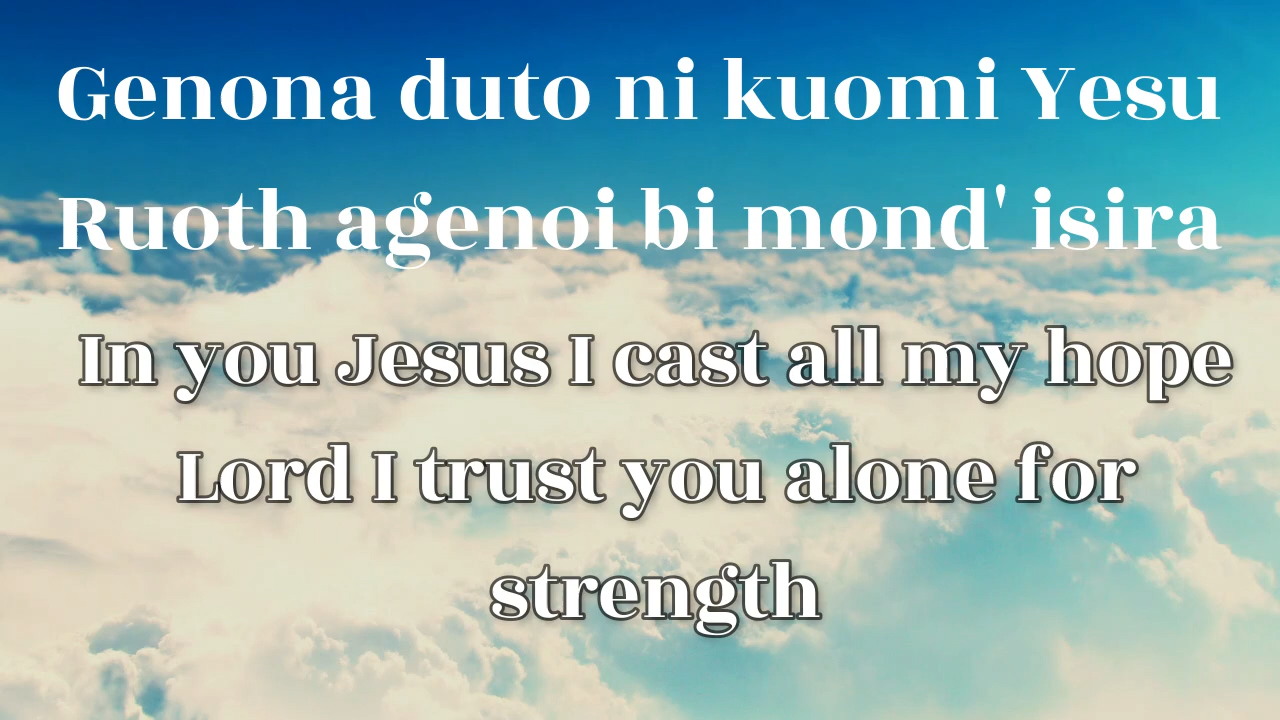 Genona duto ni kuomi Yesu
Ruoth agenoi bi mond' isira
In you Jesus I cast all my hope
Lord I trust you alone for
strength